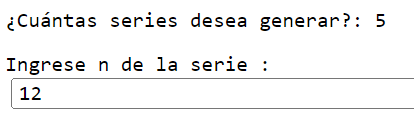 ¿Cuántas series desea generar?: 5
Ingrese n de la serie :
12